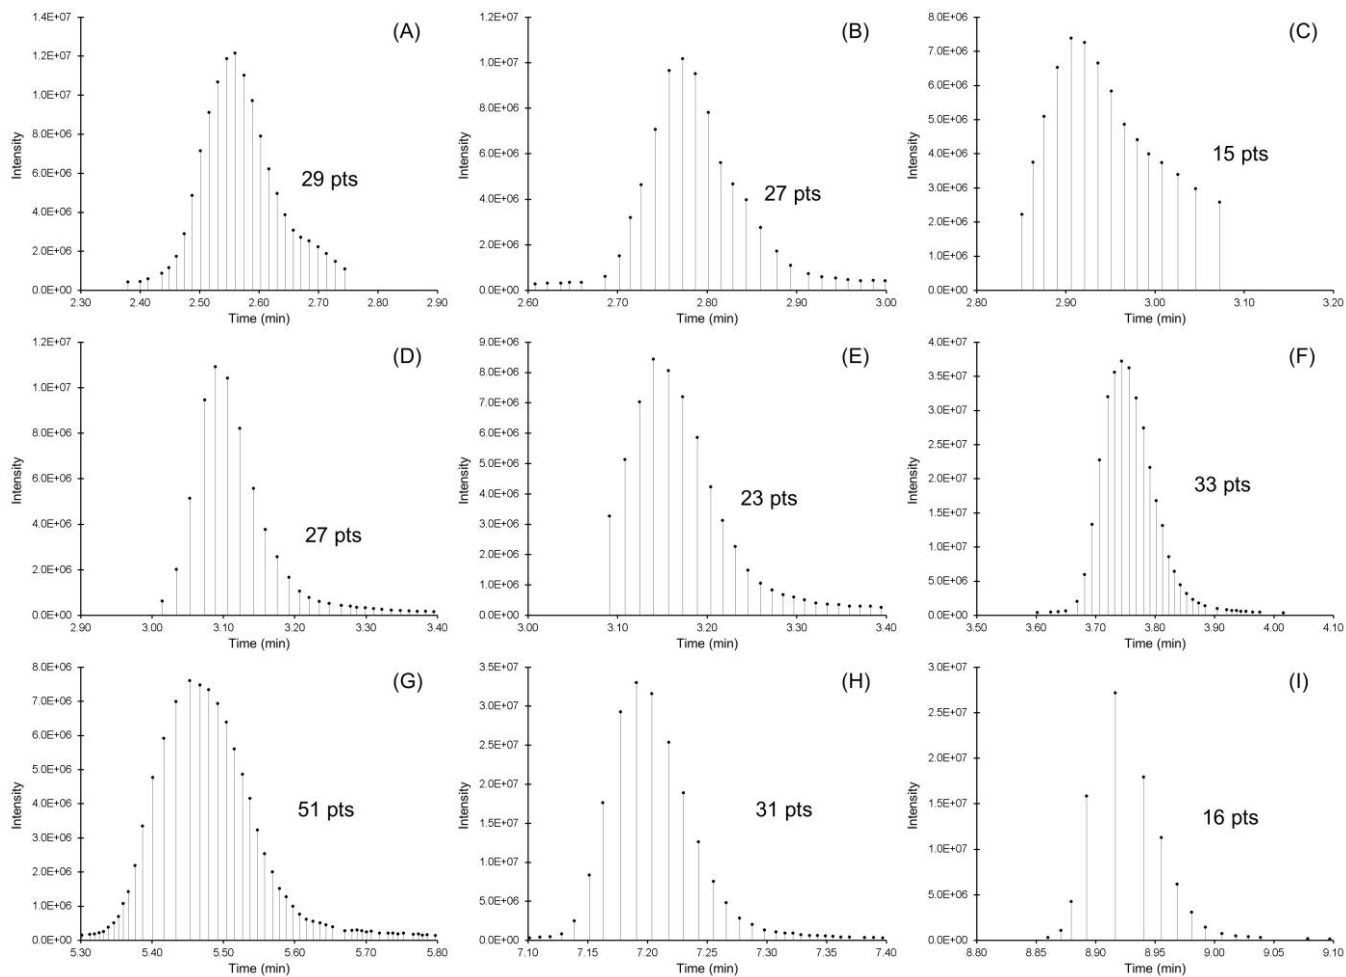 (A)
1.4E+07
1.2E+07
1.0E+07
8.0E+06
6.0E+06
4.0E+06
2.0E+06
0.0E+00
Intensity
29 pts
2.30 2.40 2.50 2.60 2.70 2.80 2.90
Time (min)
(B)
1.2E+07
1.0E+07
8.0E+06
6.0E+06
4.0E+06
2.0E+06
0.0E+00
Intensity
27 pts
2.60 2.70 2.80 2.90 3.00
Time (min)
(C)
8.0E+06
7.0E+06
6.0E+06
5.0E+06
4.0E+06
3.0E+06
2.0E+06
1.0E+06
0.0E+00
Intensity
15 pts
2.80 2.90 3.00 3.10 3.20
Time (min)
(D)
1.2E+07
1.0E+07
8.0E+06
6.0E+06
4.0E+06
2.0E+06
0.0E+00
Intensity
27 pts
2.90 3.00 3.10 3.20 3.30 3.40
Time (min)
(E)
9.0E+06
8.0E+06
7.0E+06
6.0E+06
5.0E+06
4.0E+06
3.0E+06
2.0E+06
1.0E+06
0.0E+00
Intensity
23 pts
3.00 3.10 3.20 3.30 3.40
Time (min)
(F)
4.0E+07
3.5E+07
3.0E+07
2.5E+07
2.0E+07
1.5E+07
1.0E+07
5.0E+06
0.0E+00
Intensity
33 pts
3.50 3.60 3.70 3.80 3.90 4.00 4.10
Time (min)
(G)
8.0E+06
7.0E+06
6.0E+06
5.0E+06
4.0E+06
3.0E+06
2.0E+06
1.0E+06
0.0E+00
Intensity
51 pts
5.30 5.40 5.50 5.60 5.70 5.80
Time (min)
(H)
3.5E+07
3.0E+07
2.5E+07
2.0E+07
1.5E+07
1.0E+07
5.0E+06
0.0E+00
Intensity
31 pts
7.10 7.15 7.20 7.25 7.30 7.35 7.40
Time (min)
(I)
3.0E+07
2.5E+07
2.0E+07
1.5E+07
1.0E+07
5.0E+06
0.0E+00
Intensity
16 pts
8.80 8.85 8.90 8.95 9.00 9.05 9.10
Time (min)